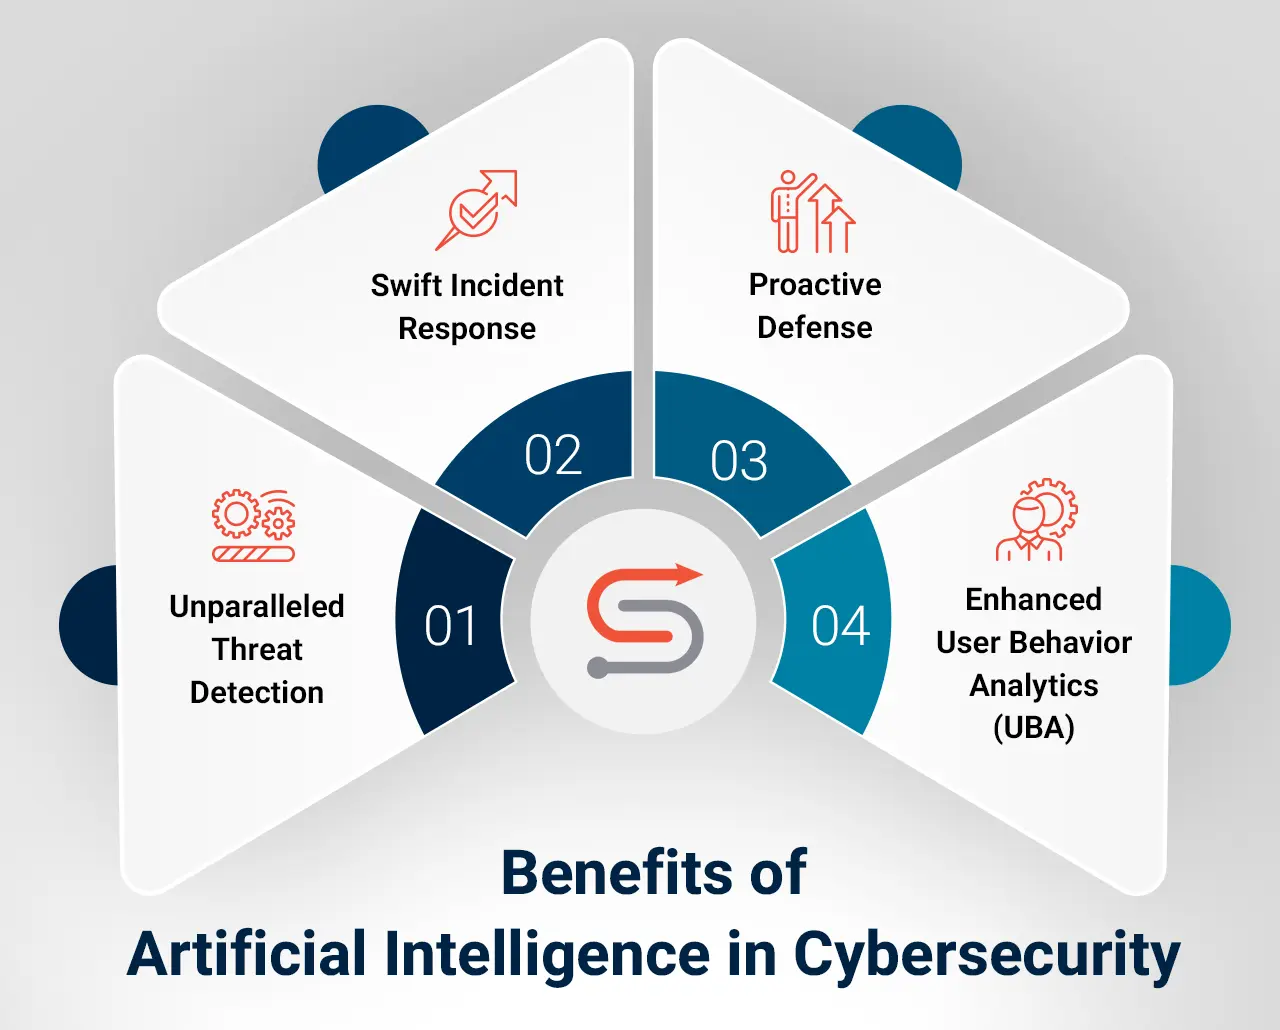 01
Unparalleled
Threat
Detection
02
Swift Incident
Response
03
Proactive
Defense
04
Enhanced
User Behavior
Analytics
(UBA)
Benefits of
Artificial Intelligence in Cybersecurity